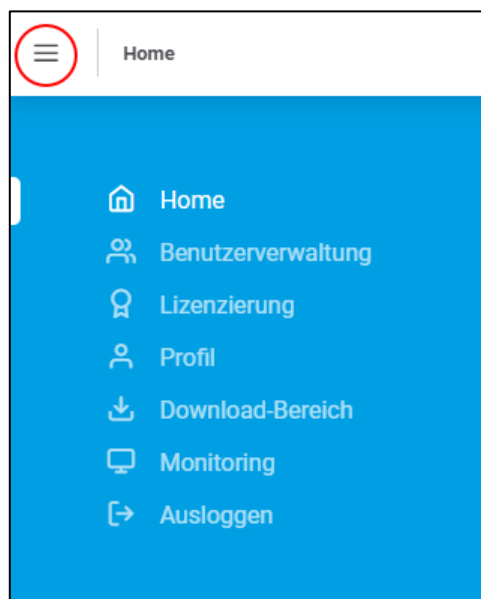 Home
Home
Benutzerverwaltung
Lizenzierung
Profil
Download-Bereich
Monitoring
Ausloggen